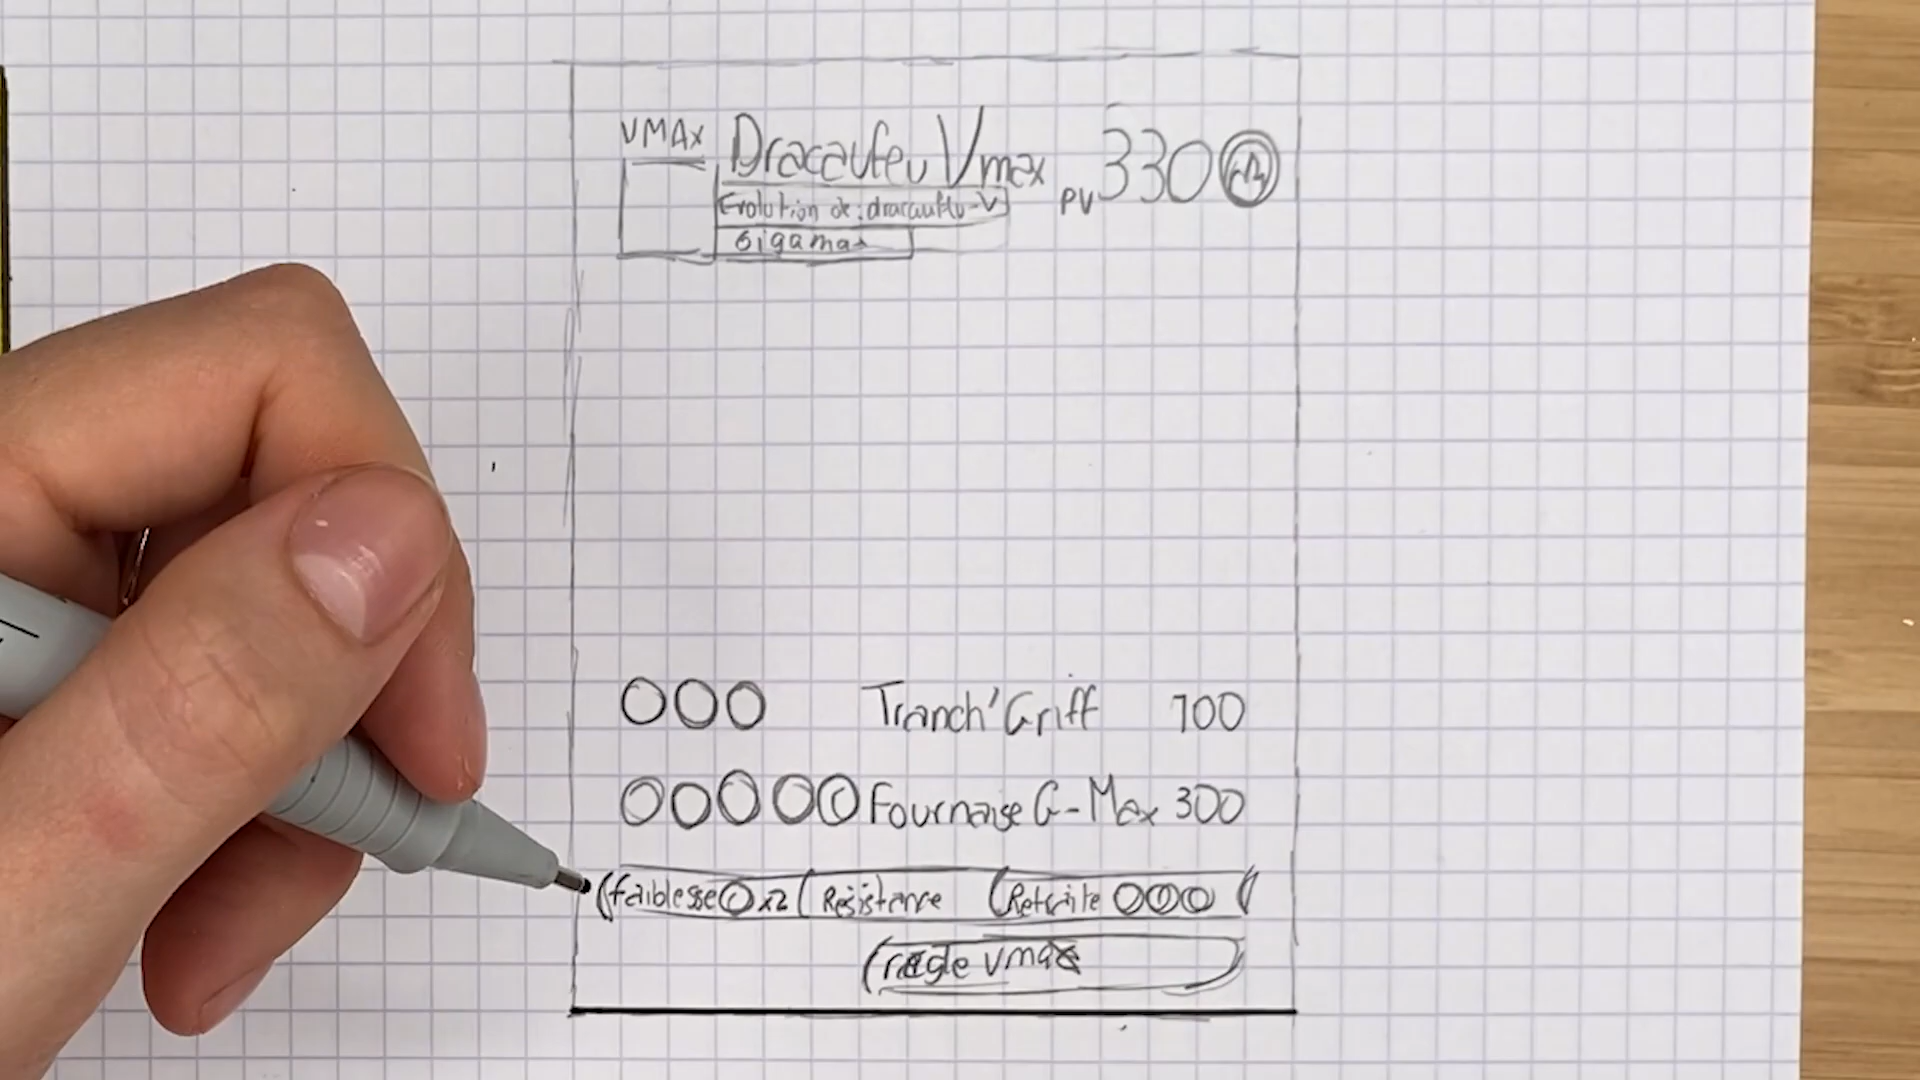 VMAX Dracaufeu Vmax PV 330
Evolution de: dracaufeu-V
Gigamax
Tranch'Griff 100
Fournaise G-Max 300
faiblesse x2 Résistance Retraite
règle vmax